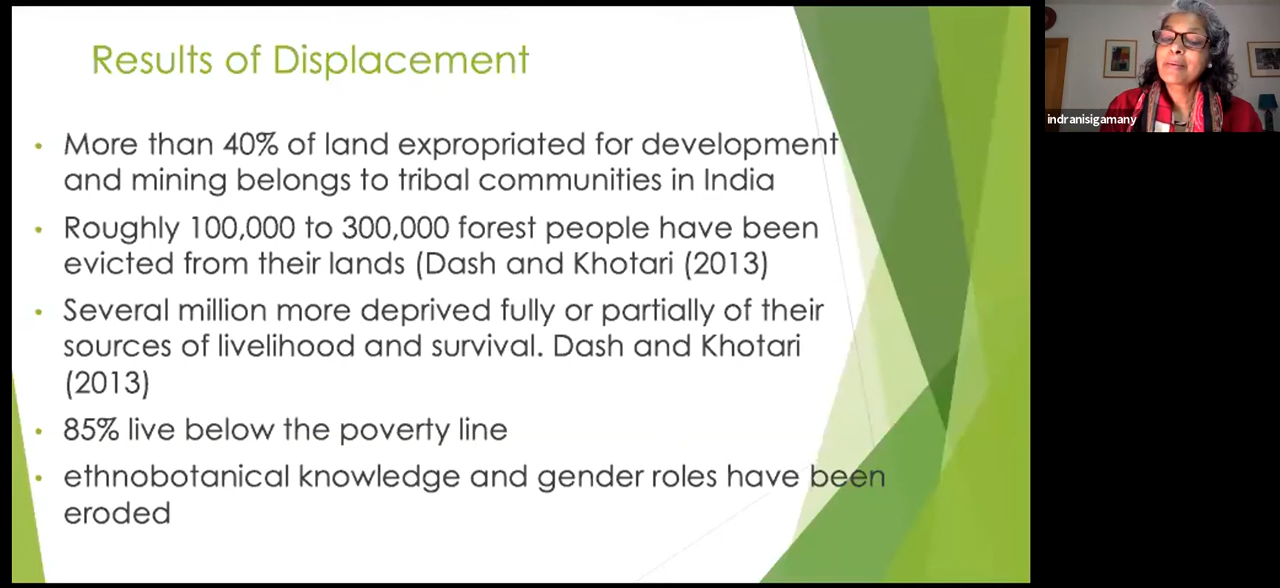 Results of Displacement
• More than 40% of land expropriated for development
and mining belongs to tribal communities in India
• Roughly 100,000 to 300,000 forest people have been
evicted from their lands (Dash and Khotari (2013)
• Several million more deprived fully or partially of their
sources of livelihood and survival. Dash and Khotari
(2013)
• 85% live below the poverty line
• ethnobotanical knowledge and gender roles have been
eroded
indranisigamany